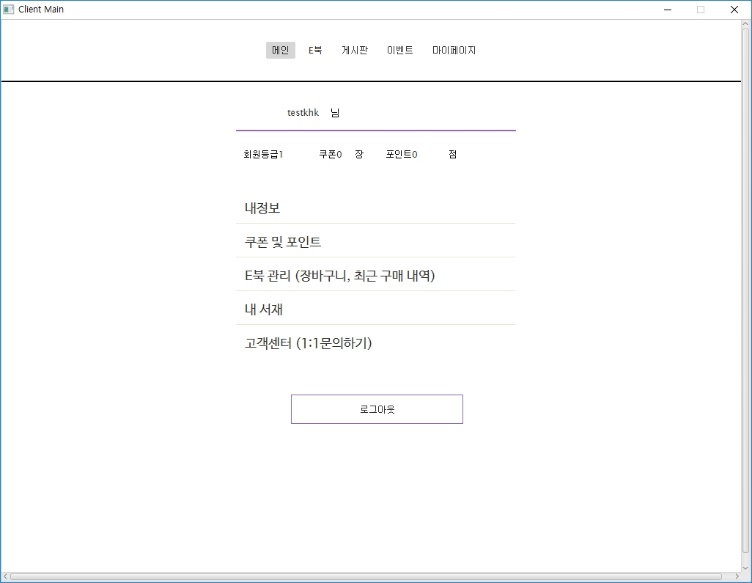 Client Main
메인 E북 게시판 이벤트 마이페이지
testkhk 님
회원등급1 쿠폰0 장 포인트0 점
내정보
쿠폰 및 포인트
E북 관리 (장바구니, 최근 구매 내역)
내 서재
고객센터 (1:1문의하기)
로그아웃